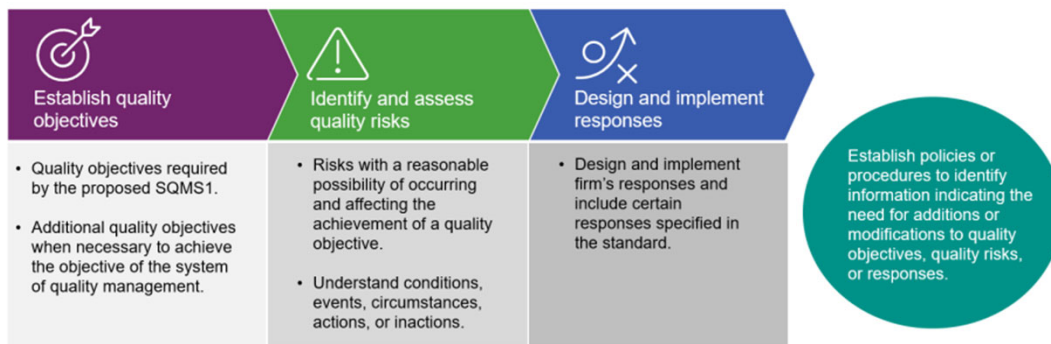 Establish quality
objectives
Identify and assess
quality risks
Design and implement
responses
• Quality objectives required
by the proposed SQMS1.
• Additional quality objectives
when necessary to achieve
the objective of the system
of quality management.
• Risks with a reasonable
possibility of occurring
and affecting the
achievement of a quality
objective.
• Understand conditions,
events, circumstances,
actions, or inactions.
• Design and implement
firm's responses and
include certain
responses specified in
the standard.
Establish policies or
procedures to identify
information indicating the
need for additions or
modifications to quality
objectives, quality risks,
or responses.